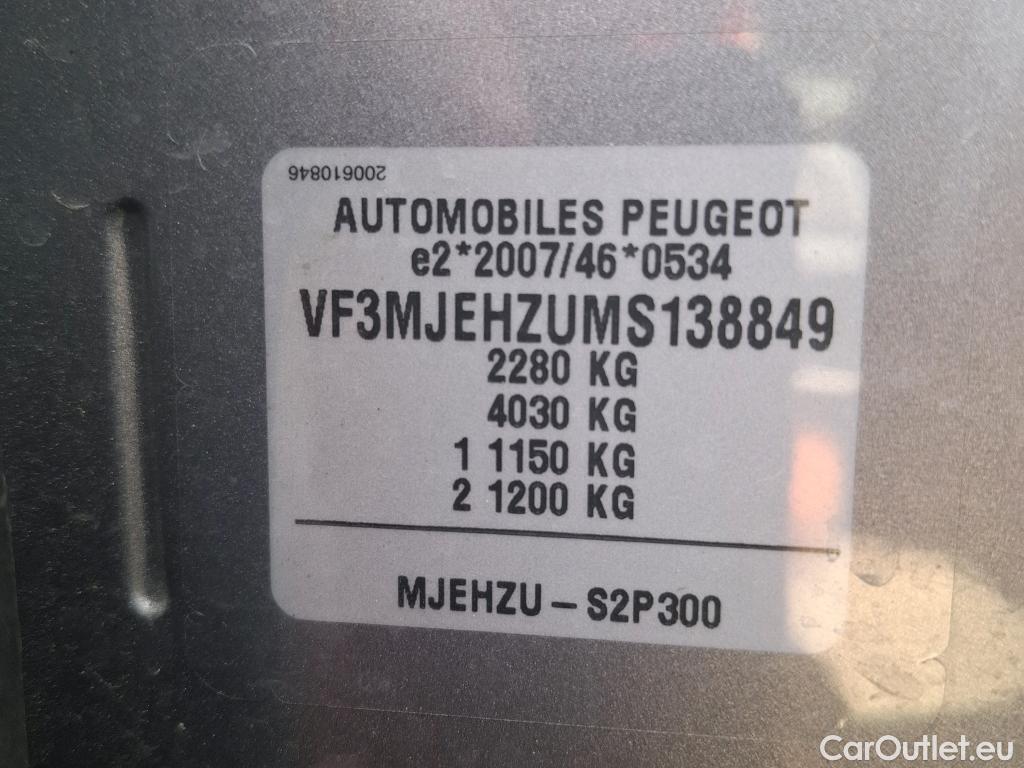 200610846
AUTOMOBILES PEUGEOT
e2*2007/46*0534
VF3MJEHZUMS138849
2280 KG
4030 KG
1 1150 KG
2 1200 KG
MJEHZU - S2P300
CarOutlet.eu